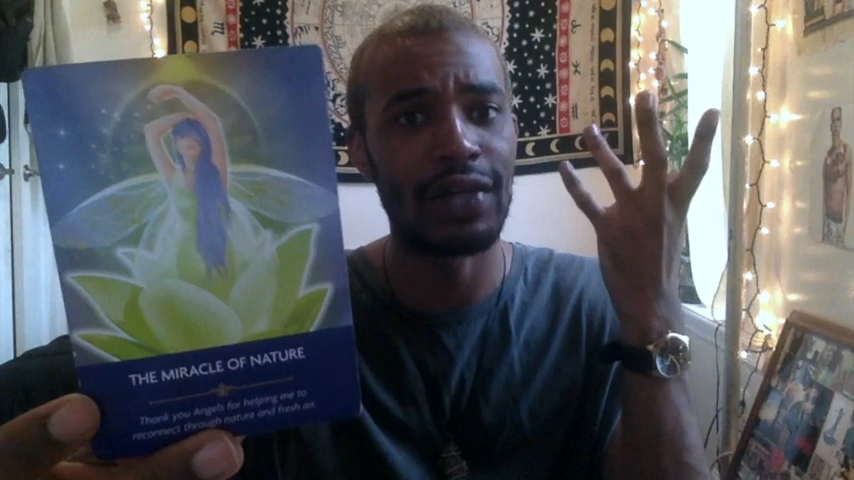 THE MIRACLE OF NATURE
Thank you Angels for helping me to
reconnect through nature and fresh air.